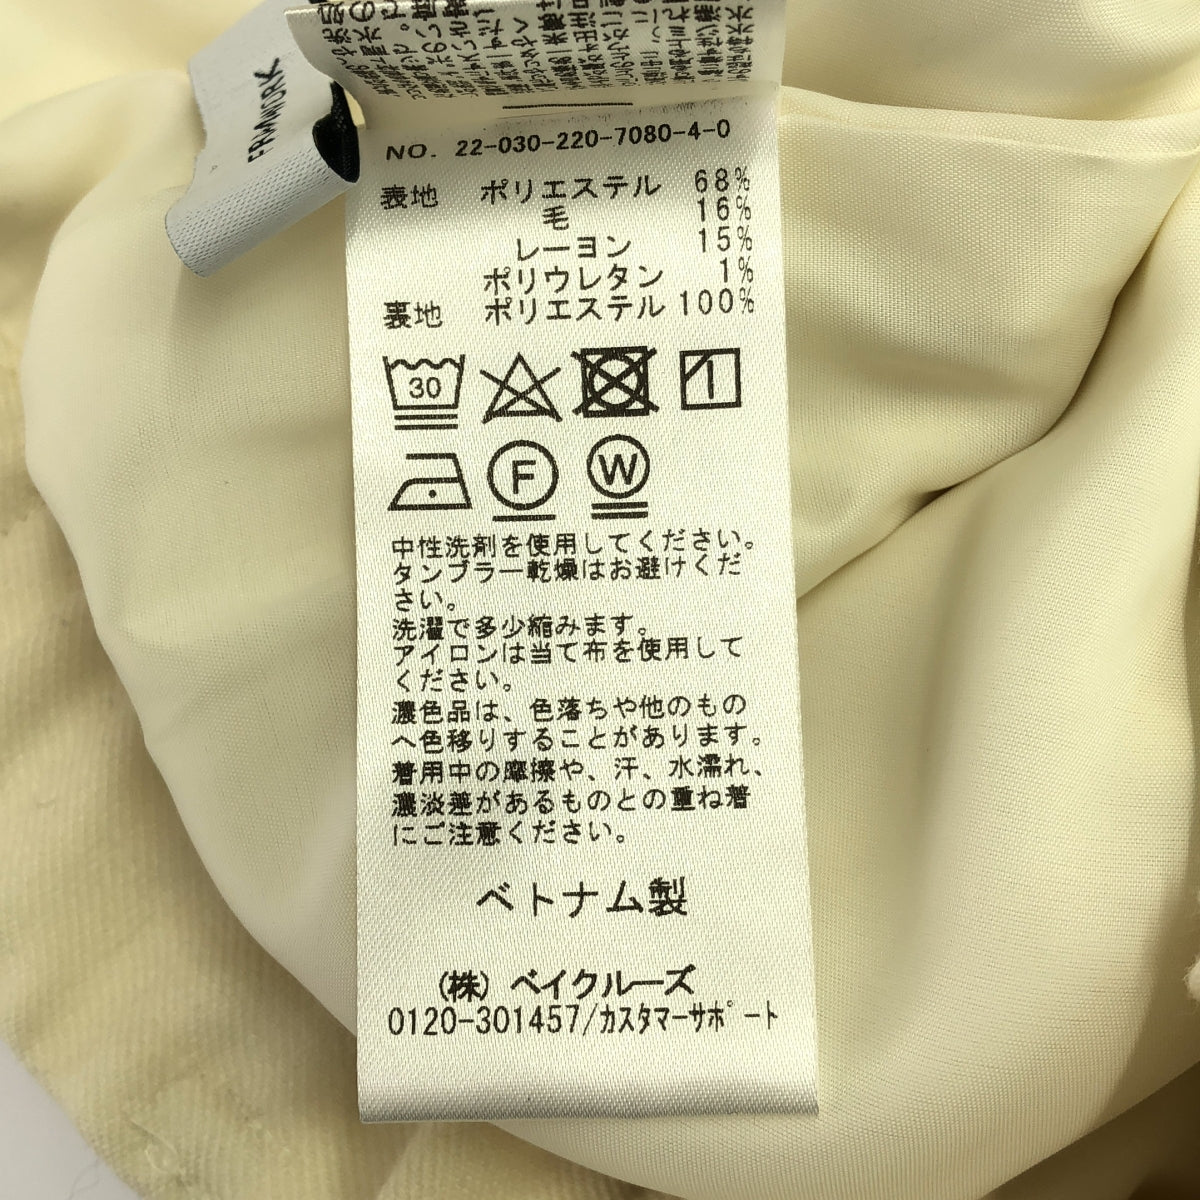 FRAMeWORK
NO. 22-030-220-7080-4-0
表地 ポリエステル 68%
毛 16%
レーヨン 15%
ポリウレタン 1%
裏地 ポリエステル 100%
30
F W
中性洗剤を使用してください。
タンブラー乾燥はお避けくだ
さい。
洗濯で多少縮みます。
アイロンは当て布を使用して
ください。
濃色品は、色落ちや他のもの
へ色移りすることがあります。
着用中の摩擦や、汗、水濡れ、
濃淡差があるものとの重ね着
にご注意ください。
ベトナム製
(株) ベイクルーズ
0120-301457/カスタマーサポート